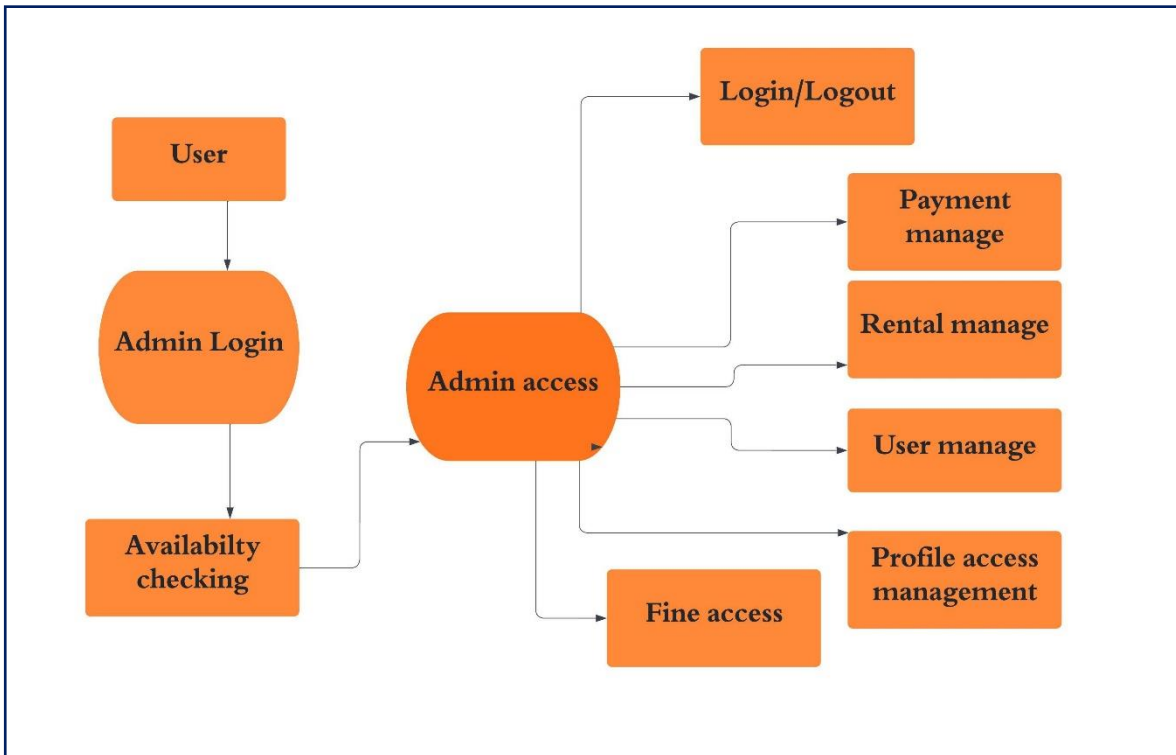 User
Admin Login
Availabilty
checking
Admin access
Login/Logout
Payment
manage
Rental manage
User manage
Profile access
management
Fine access